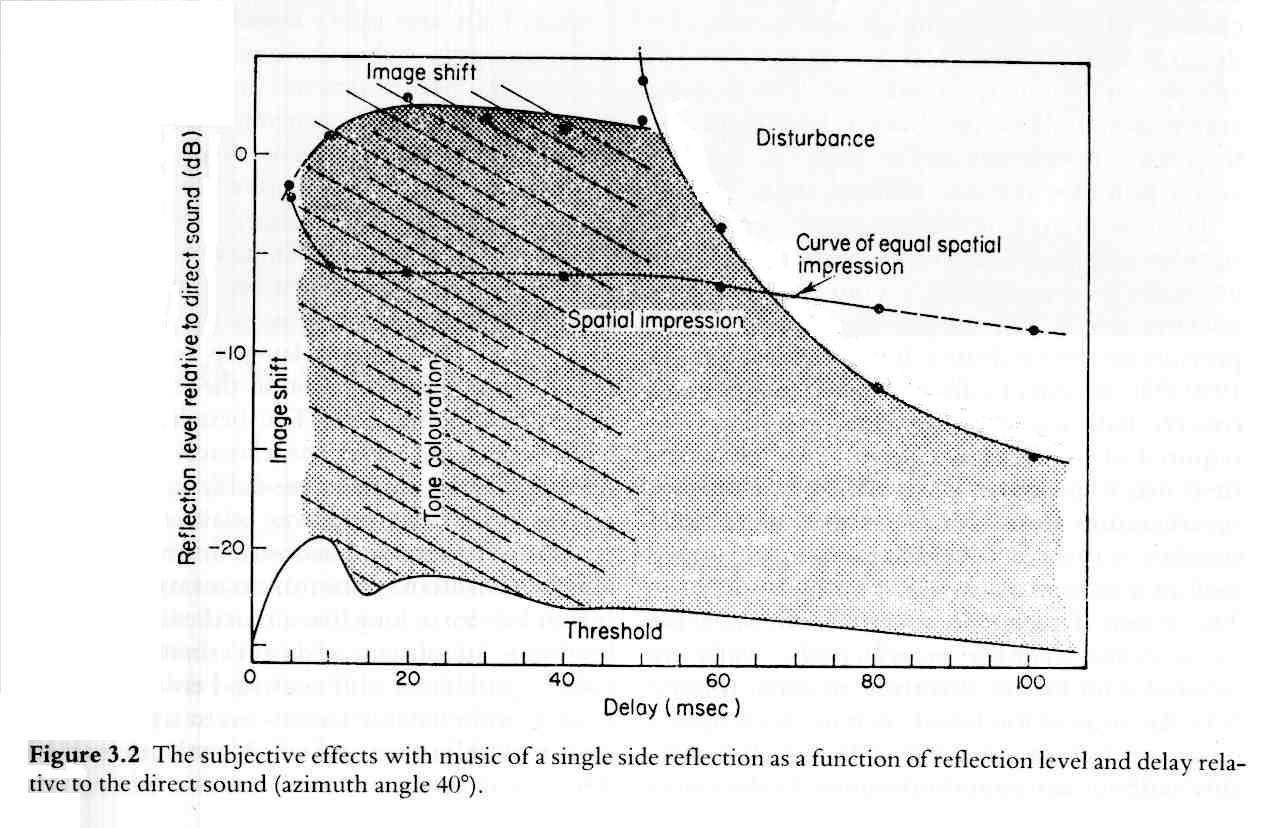 Image shift
Disturbance
Curve of equal spatial
impression
Spatial impression
Tone colouration
Image shift
Threshold
Reflection level relative to direct sound (dB)
0
-10
-20
0 20 40 60 80 100
Delay (msec)
Figure 3.2 The subjective effects with music of a single side reflection as a function of reflection level and delay rela-
tive to the direct sound (azimuth angle 40°).